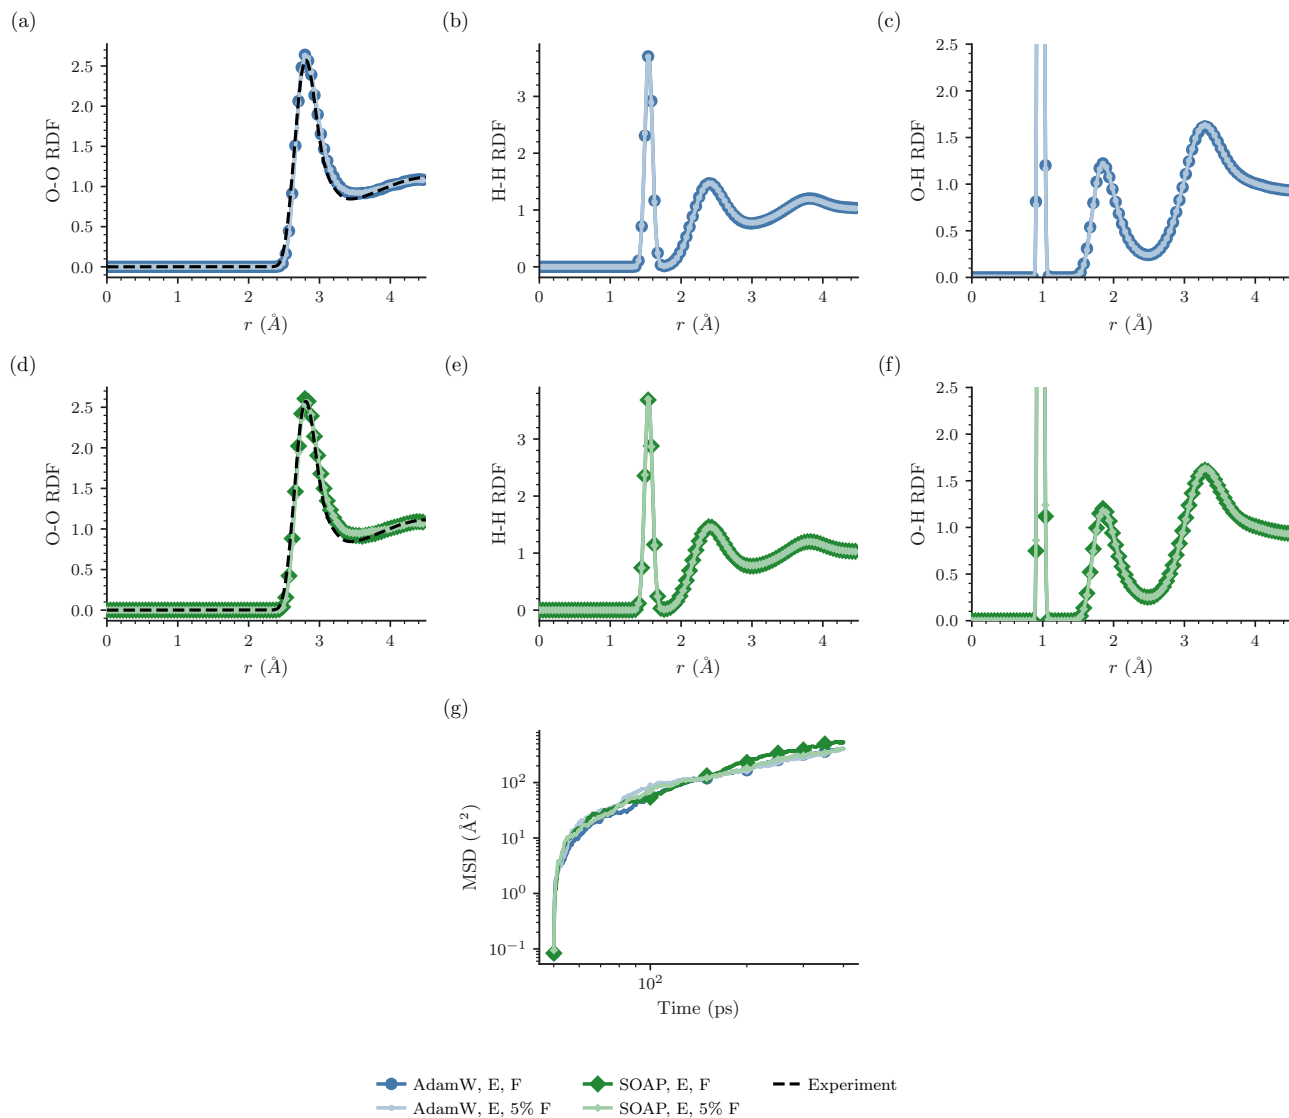 (a)
(b)
(c)
O-O RDF
0.0
0.5
1.0
1.5
2.0
2.5
0
1
2
3
4
r (Å)
H-H RDF
0
1
2
3
0
1
2
3
4
r (Å)
O-H RDF
0.0
0.5
1.0
1.5
2.0
2.5
0
1
2
3
4
r (Å)
(d)
(e)
(f)
O-O RDF
0.0
0.5
1.0
1.5
2.0
2.5
0
1
2
3
4
r (Å)
H-H RDF
0
1
2
3
0
1
2
3
4
r (Å)
O-H RDF
0.0
0.5
1.0
1.5
2.0
2.5
0
1
2
3
4
r (Å)
(g)
MSD (Å²)
10⁻¹
10⁰
10¹
10²
10²
Time (ps)
AdamW, E, F
AdamW, E, 5% F
SOAP, E, F
SOAP, E, 5% F
Experiment